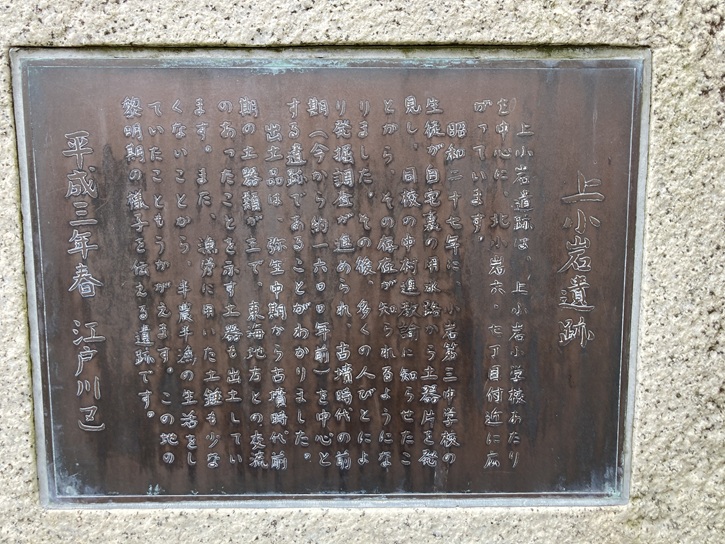 上小岩遺跡
上小岩遺跡は、上小岩小学校あたり
を中心に、北小岩六・七丁目付近に広
がっています。
昭和二十七年に、小岩第三中学校の
生徒が自宅裏の用水路から土器片を発
見し、同校の中村進教諭に知らせたこ
とから、その存在が知られるようにな
りました。その後、多くの人びとによ
り発掘調査が進められ、古墳時代の前
期（今から約一六〇〇年前）を中心と
する遺跡であることがわかりました。
出土品は、弥生中期から古墳時代前
期の土器類が主で、東海地方との交流
のあったことを示す土器も出土してい
ます。また、漁労に用いた土錘も少な
くないことから、半農半漁の生活をし
ていたこともうかがえます。この地の
黎明期の様子を伝える遺跡です。
平成三年春　江戸川区